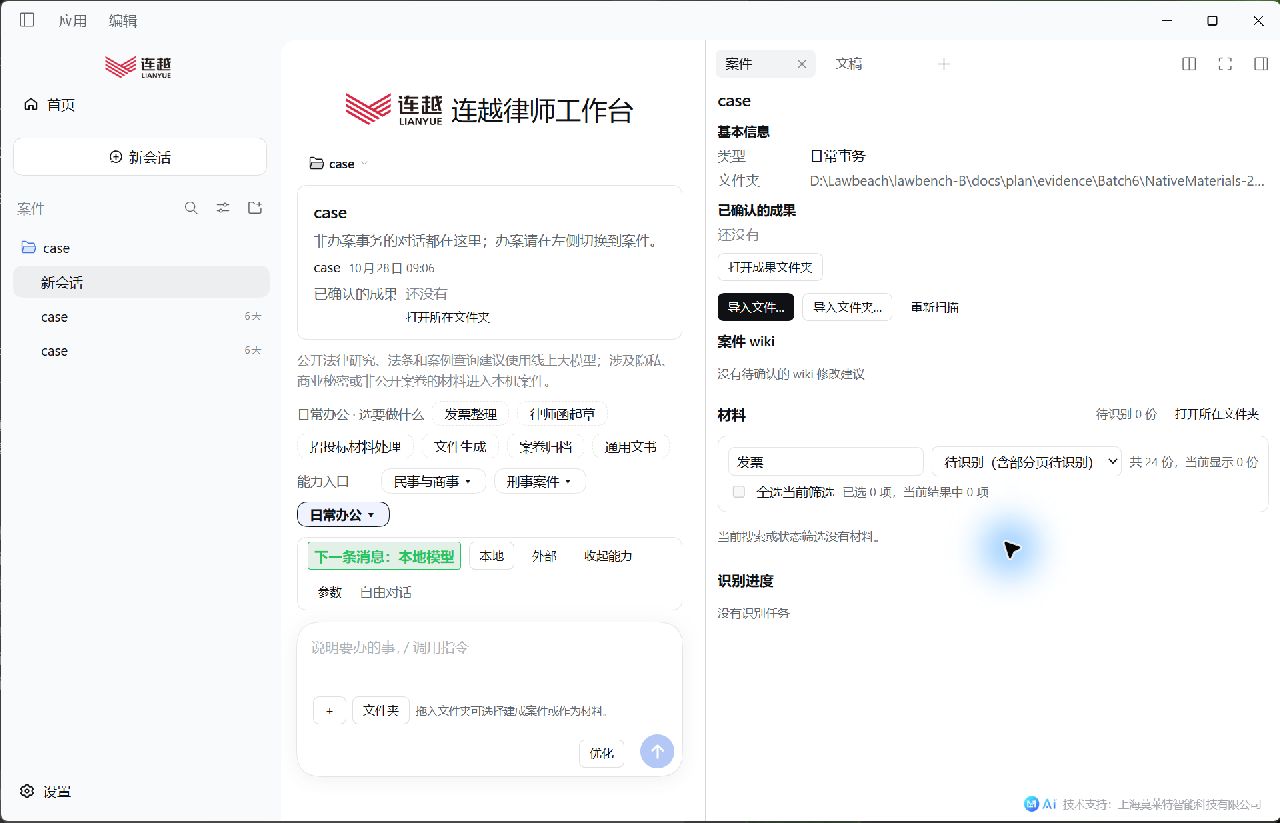 应用 编辑
连越
LIANYUE
首页
新会话
案件
case
新会话
case 6天
case 6天
设置
连越
LIANYUE
连越律师工作台
case
case
非办案事务的对话都在这里；办案请在左侧切换到案件。
case 10月28日 09:06
已确认的成果 还没有
打开所在文件夹
公开法律研究、法条和案例查询建议使用线上大模型；涉及隐私、
商业秘密或非公开案卷的材料进入本机案件。
日常办公 · 选要做什么 发票整理 律师函起草
招投标材料处理 文件生成 案卷归档 通用文书
能力入口 民事与商事 刑事案件
日常办公
下一条消息：本地模型 本地 外部 收起能力
参数 自由对话
说明要办的事, / 调用指令
+ 文件夹 拖入文件夹可选择建成案件或作为材料。
优化
案件 文稿
case
基本信息
类型 日常事务
文件夹 D:\Lawbeach\lawbench-B\docs\plan\evidence\Batch6\NativeMaterials-2...
已确认的成果
还没有
打开成果文件夹
导入文件... 导入文件夹... 重新扫描
案件 wiki
没有待确认的 wiki 修改建议
材料 待识别 0 份 打开所在文件夹
发票 待识别（含部分页待识别） 共 24 份，当前显示 0 份
全选当前筛选 已选 0 项，当前结果中 0 项
当前搜索或状态筛选没有材料。
识别进度
没有识别任务
AI 技术支持：上海莫莱特智能科技有限公司